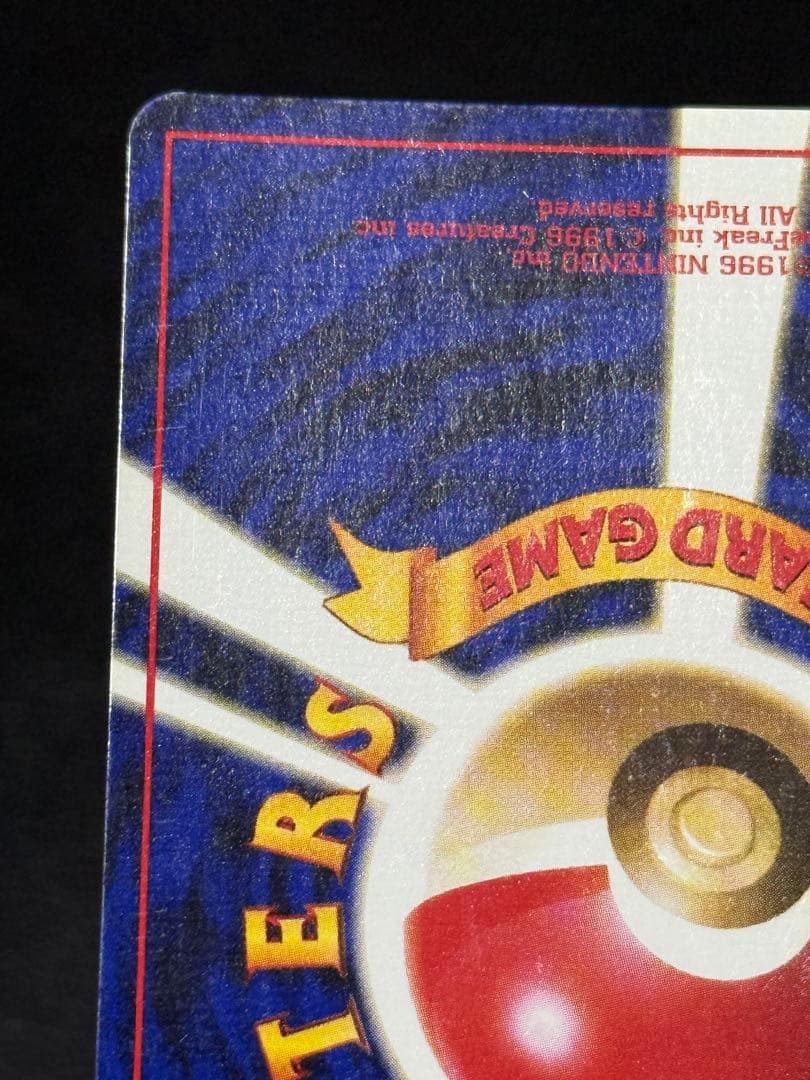 TERS
ARD GAME
©1996 NINTENDO inc
eFreak inc ©1996 Creatures inc
All Rights reserved